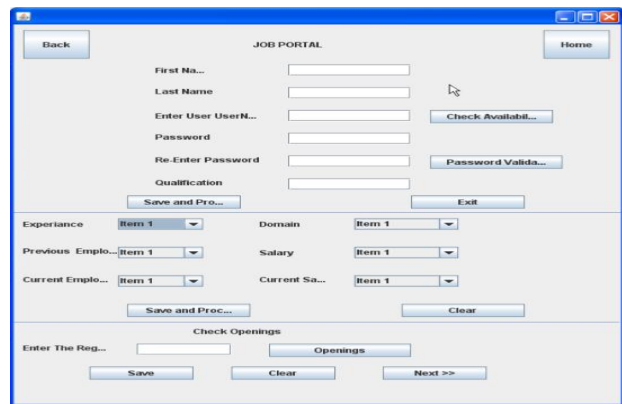 Back JOB PORTAL Home
First Na...
Last Name
Enter User UserN... Check Availabil...
Password
Re-Enter Password Password Valida...
Qualification
Save and Pro... Exit
Experiance Item 1 Domain Item 1
Previous Emplo... Item 1 Salary Item 1
Current Emplo... Item 1 Current Sa... Item 1
Save and Proc... Clear
Check Openings
Enter The Reg... Openings
Save Clear Next >>